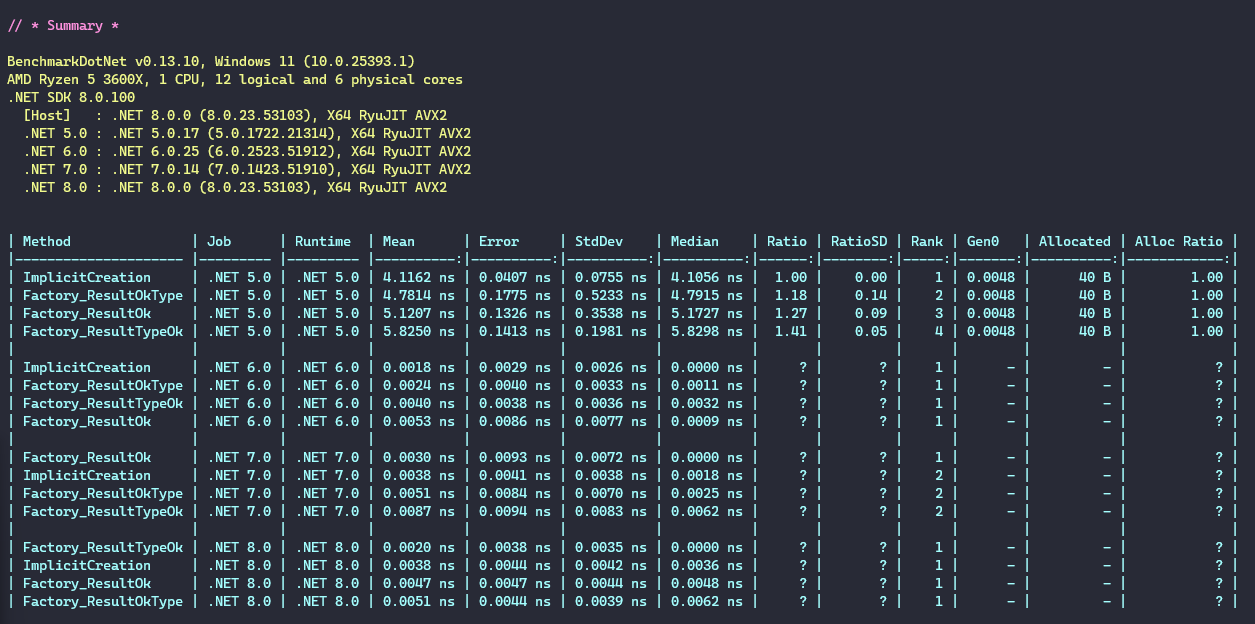 // * Summary *
BenchmarkDotNet v0.13.10, Windows 11 (10.0.25393.1)
AMD Ryzen 5 3600X, 1 CPU, 12 logical and 6 physical cores
.NET SDK 8.0.100
[Host]   : .NET 8.0.0 (8.0.23.53103), X64 RyuJIT AVX2
.NET 5.0 : .NET 5.0.17 (5.0.1722.21314), X64 RyuJIT AVX2
.NET 6.0 : .NET 6.0.25 (6.0.2523.51912), X64 RyuJIT AVX2
.NET 7.0 : .NET 7.0.14 (7.0.1423.51910), X64 RyuJIT AVX2
.NET 8.0 : .NET 8.0.0 (8.0.23.53103), X64 RyuJIT AVX2
| Method               | Job      | Runtime  | Mean      | Error     | StdDev    | Median    | Ratio | RatioSD | Rank | Gen0   | Allocated | Alloc Ratio |
|--------------------- |--------- |--------- |----------:|----------:|----------:|----------:|------:|--------:|-----:|-------:|----------:|------------:|
| ImplicitCreation     | .NET 5.0 | .NET 5.0 | 4.1162 ns | 0.0407 ns | 0.0755 ns | 4.1056 ns |  1.00 |    0.00 |    1 | 0.0048 |      40 B |        1.00 |
| Factory_ResultOkType | .NET 5.0 | .NET 5.0 | 4.7814 ns | 0.1775 ns | 0.5233 ns | 4.7915 ns |  1.18 |    0.14 |    2 | 0.0048 |      40 B |        1.00 |
| Factory_ResultOk     | .NET 5.0 | .NET 5.0 | 5.1207 ns | 0.1326 ns | 0.3538 ns | 5.1727 ns |  1.27 |    0.09 |    3 | 0.0048 |      40 B |        1.00 |
| Factory_ResultTypeOk | .NET 5.0 | .NET 5.0 | 5.8250 ns | 0.1413 ns | 0.1981 ns | 5.8298 ns |  1.41 |    0.05 |    4 | 0.0048 |      40 B |        1.00 |
|                      |          |          |           |           |           |           |       |         |      |        |           |             |
| ImplicitCreation     | .NET 6.0 | .NET 6.0 | 0.0018 ns | 0.0029 ns | 0.0026 ns | 0.0000 ns |     ? |       ? |    1 |      - |         - |           ? |
| Factory_ResultOkType | .NET 6.0 | .NET 6.0 | 0.0024 ns | 0.0040 ns | 0.0033 ns | 0.0011 ns |     ? |       ? |    1 |      - |         - |           ? |
| Factory_ResultTypeOk | .NET 6.0 | .NET 6.0 | 0.0040 ns | 0.0038 ns | 0.0036 ns | 0.0032 ns |     ? |       ? |    1 |      - |         - |           ? |
| Factory_ResultOk     | .NET 6.0 | .NET 6.0 | 0.0053 ns | 0.0086 ns | 0.0077 ns | 0.0009 ns |     ? |       ? |    1 |      - |         - |           ? |
|                      |          |          |           |           |           |           |       |         |      |        |           |             |
| Factory_ResultOk     | .NET 7.0 | .NET 7.0 | 0.0030 ns | 0.0093 ns | 0.0072 ns | 0.0000 ns |     ? |       ? |    1 |      - |         - |           ? |
| ImplicitCreation     | .NET 7.0 | .NET 7.0 | 0.0038 ns | 0.0041 ns | 0.0038 ns | 0.0018 ns |     ? |       ? |    2 |      - |         - |           ? |
| Factory_ResultOkType | .NET 7.0 | .NET 7.0 | 0.0051 ns | 0.0084 ns | 0.0070 ns | 0.0025 ns |     ? |       ? |    2 |      - |         - |           ? |
| Factory_ResultTypeOk | .NET 7.0 | .NET 7.0 | 0.0087 ns | 0.0094 ns | 0.0083 ns | 0.0062 ns |     ? |       ? |    2 |      - |         - |           ? |
|                      |          |          |           |           |           |           |       |         |      |        |           |             |
| Factory_ResultTypeOk | .NET 8.0 | .NET 8.0 | 0.0020 ns | 0.0038 ns | 0.0035 ns | 0.0000 ns |     ? |       ? |    1 |      - |         - |           ? |
| ImplicitCreation     | .NET 8.0 | .NET 8.0 | 0.0038 ns | 0.0044 ns | 0.0042 ns | 0.0036 ns |     ? |       ? |    1 |      - |         - |           ? |
| Factory_ResultOk     | .NET 8.0 | .NET 8.0 | 0.0047 ns | 0.0047 ns | 0.0044 ns | 0.0048 ns |     ? |       ? |    1 |      - |         - |           ? |
| Factory_ResultOkType | .NET 8.0 | .NET 8.0 | 0.0051 ns | 0.0044 ns | 0.0039 ns | 0.0062 ns |     ? |       ? |    1 |      - |         - |           ? |